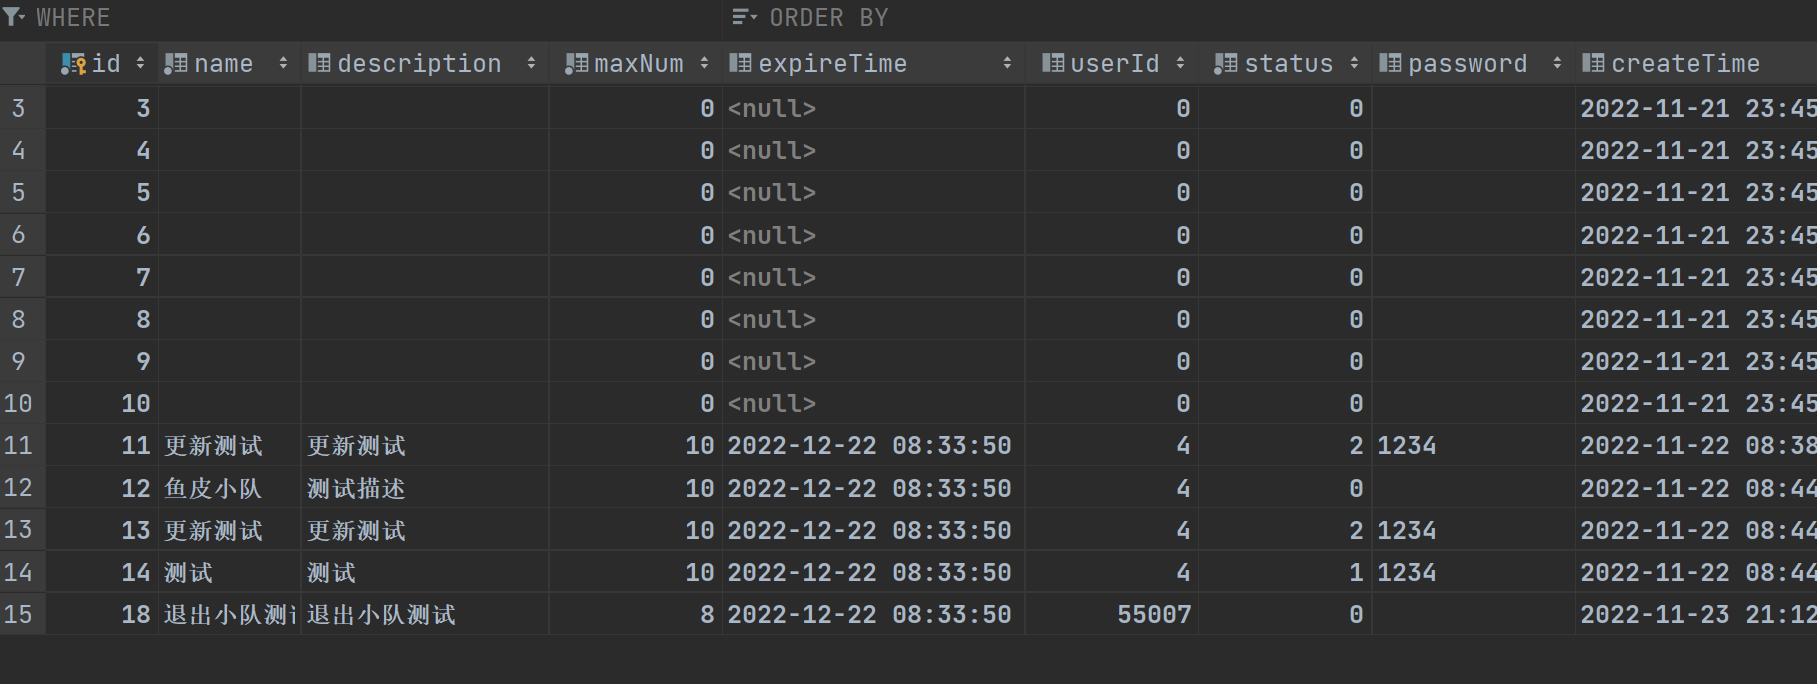 WHERE ORDER BY
id name description maxNum expireTime userId status password createTime
3 3 0 <null> 0 0 2022-11-21 23:45
4 4 0 <null> 0 0 2022-11-21 23:45
5 5 0 <null> 0 0 2022-11-21 23:45
6 6 0 <null> 0 0 2022-11-21 23:45
7 7 0 <null> 0 0 2022-11-21 23:45
8 8 0 <null> 0 0 2022-11-21 23:45
9 9 0 <null> 0 0 2022-11-21 23:45
10 10 0 <null> 0 0 2022-11-21 23:45
11 11 更新测试 更新测试 10 2022-12-22 08:33:50 4 2 1234 2022-11-22 08:38
12 12 鱼皮小队 测试描述 10 2022-12-22 08:33:50 4 0 2022-11-22 08:44
13 13 更新测试 更新测试 10 2022-12-22 08:33:50 4 2 1234 2022-11-22 08:44
14 14 测试 测试 10 2022-12-22 08:33:50 4 1 1234 2022-11-22 08:44
15 18 退出小队测 退出小队测试 8 2022-12-22 08:33:50 55007 0 2022-11-23 21:12